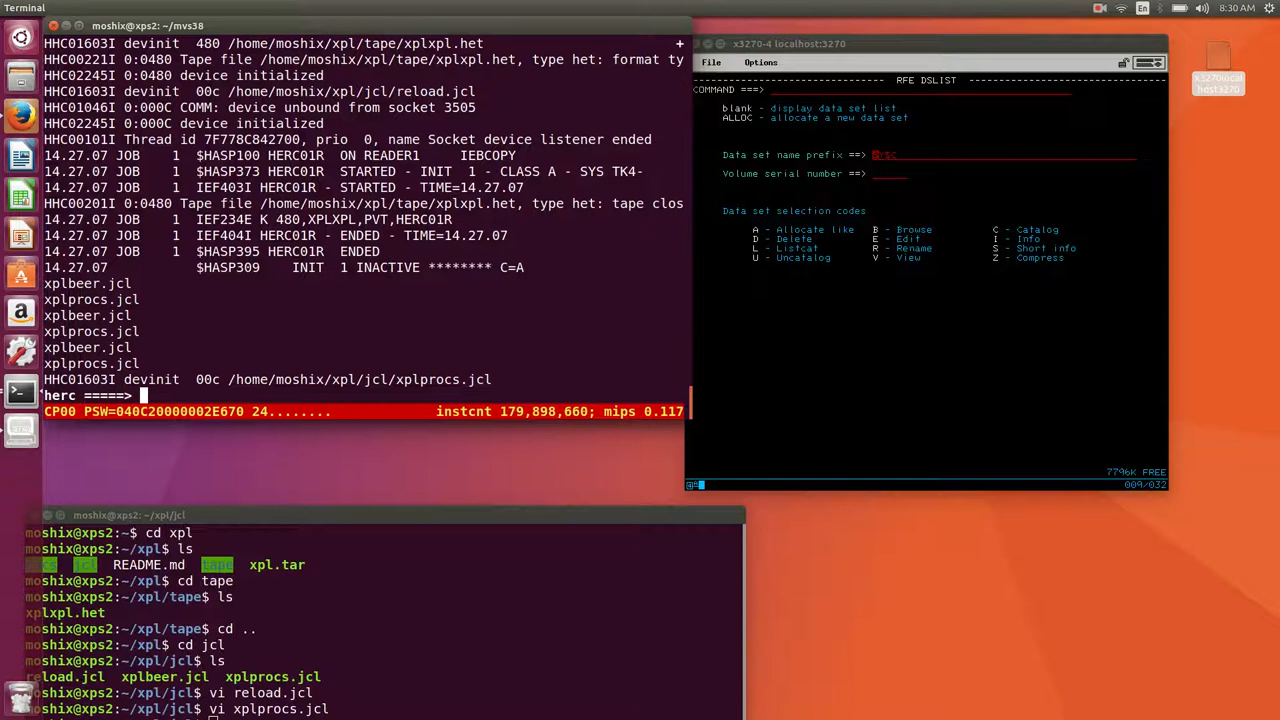 Terminal
En
8:30 AM
moshix@xps2: ~/mvs38
HHC01603I devinit  480 /home/moshix/xpl/tape/xplxpl.het
+
HHC00221I 0:0480 Tape file /home/moshix/xpl/tape/xplxpl.het, type het: format ty
HHC02245I 0:0480 device initialized
HHC01603I devinit  00c /home/moshix/xpl/jcl/reload.jcl
HHC01046I 0:000C COMM: device unbound from socket 3505
HHC02245I 0:000C device initialized
HHC00101I Thread id 7F778C842700, prio  0, name Socket device listener ended
14.27.07 JOB    1  $HASP100 HERC01R  ON READER1    IEBCOPY
14.27.07 JOB    1  $HASP373 HERC01R  STARTED - INIT  1 - CLASS A - SYS TK4-
14.27.07 JOB    1  IEF403I HERC01R - STARTED - TIME=14.27.07
HHC00201I 0:0480 Tape file /home/moshix/xpl/tape/xplxpl.het, type het: tape clos
14.27.07 JOB    1  IEF234E K 480,XPLXPL,PVT,HERC01R
14.27.07 JOB    1  IEF404I HERC01R - ENDED - TIME=14.27.07
14.27.07 JOB    1  $HASP395 HERC01R  ENDED
14.27.07           $HASP309    INIT  1 INACTIVE ******** C=A
xplbeer.jcl
xplprocs.jcl
xplbeer.jcl
xplprocs.jcl
xplbeer.jcl
xplprocs.jcl
HHC01603I devinit  00c /home/moshix/xpl/jcl/xplprocs.jcl
herc =====>
CP00 PSW=040C20000002E670 24........             instcnt 179,898,660; mips 0.117
x3270-4 localhost:3270
File    Options
---------------------- RFE DSLIST ----------------------
COMMAND ===>
blank - display data set list
ALLOC - allocate a new data set
Data set name prefix ==>
Volume serial number ==>
Data set selection codes
A - Allocate like   B - Browse          C - Catalog
D - Delete          E - Edit            I - Info
L - Listcat         R - Rename          S - Short info
U - Uncatalog       V - View            Z - Compress
7796K FREE
009/032
x3270local
host3270
moshix@xps2: ~/xpl/jcl
moshix@xps2:~$ cd xpl
moshix@xps2:~/xpl$ ls
jcl  README.md  tape  xpl.tar
moshix@xps2:~/xpl$ cd tape
moshix@xps2:~/xpl/tape$ ls
xplxpl.het
moshix@xps2:~/xpl/tape$ cd ..
moshix@xps2:~/xpl$ cd jcl
moshix@xps2:~/xpl/jcl$ ls
reload.jcl  xplbeer.jcl  xplprocs.jcl
moshix@xps2:~/xpl/jcl$ vi reload.jcl
moshix@xps2:~/xpl/jcl$ vi xplprocs.jcl